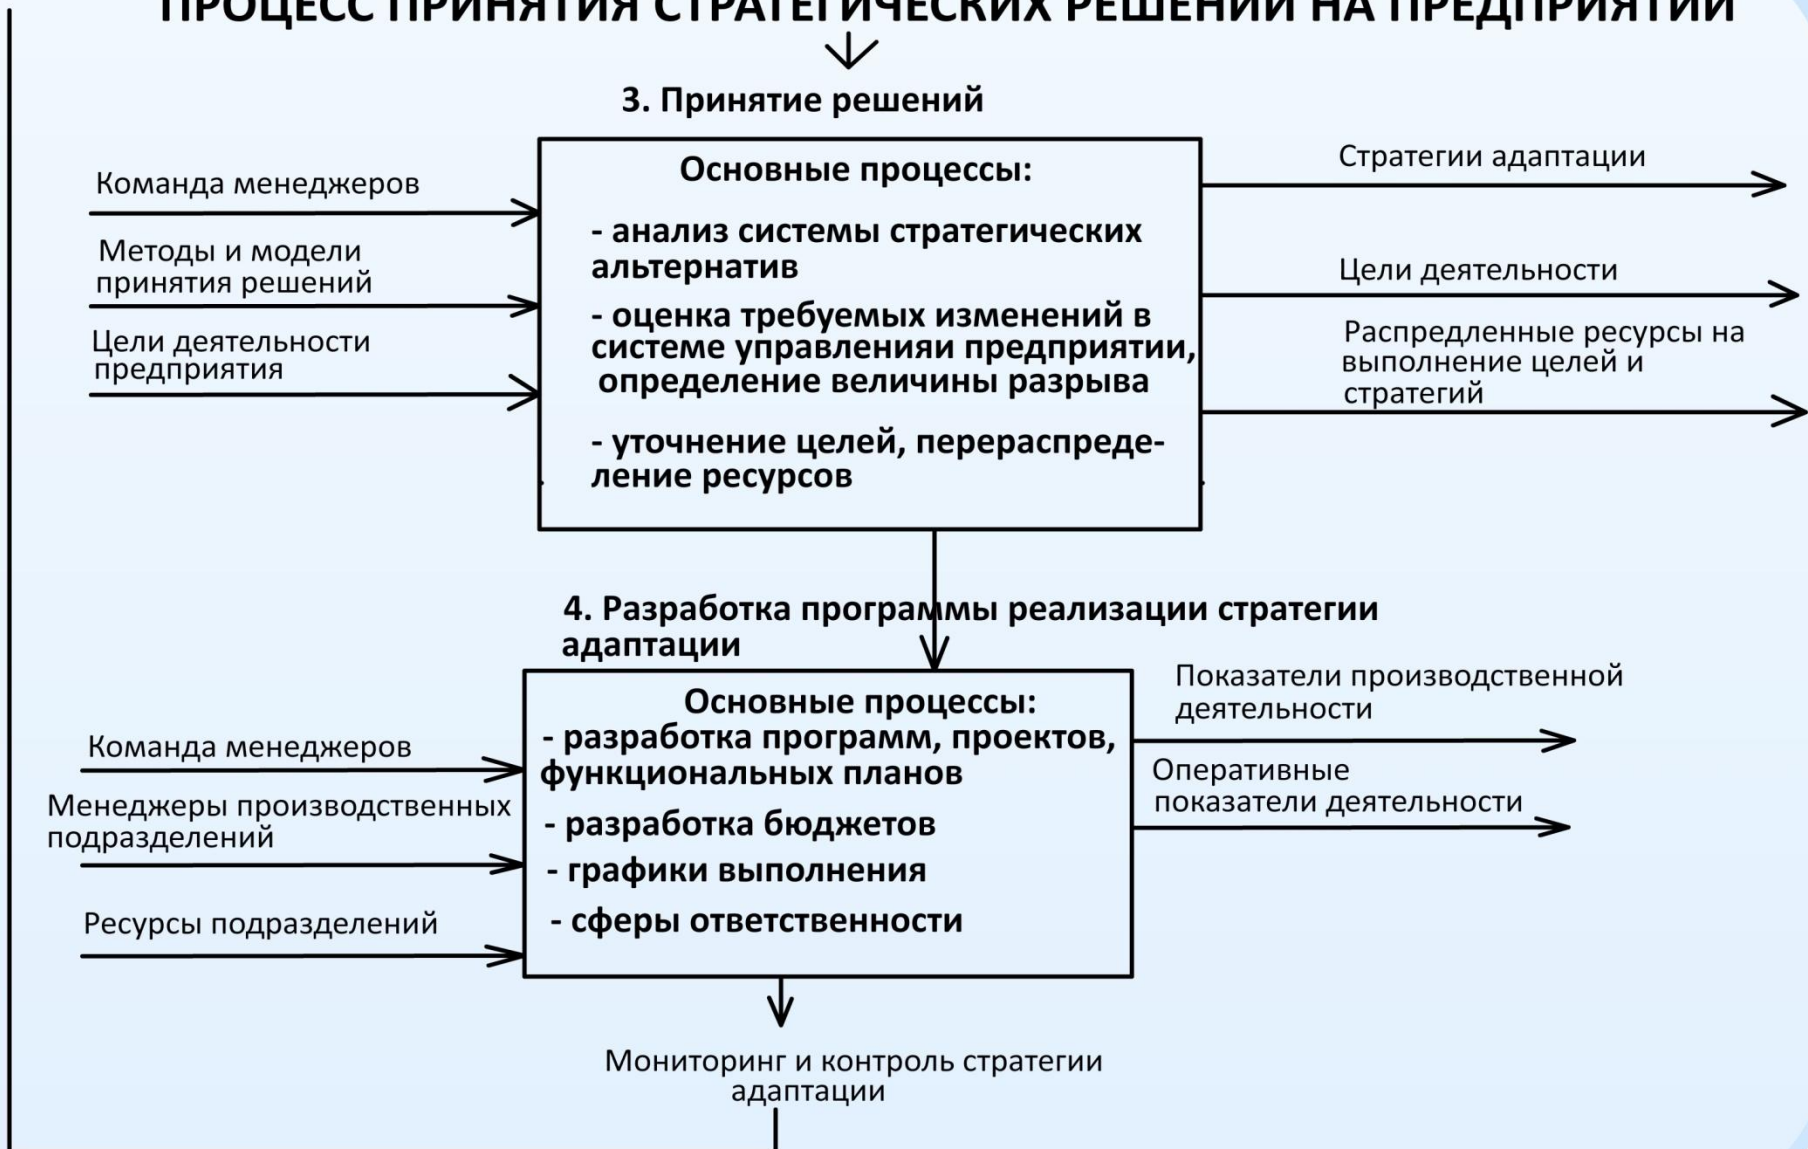 ПРОЦЕСС ПРИНЯТИЯ СТРАТЕГИЧЕСКИХ РЕШЕНИЙ НА ПРЕДПРИЯТИИ
3. Принятие решений
Команда менеджеров
Методы и модели
принятия решений
Цели деятельности
предприятия
Основные процессы:
- анализ системы стратегических
альтернатив
- оценка требуемых изменений в
системе управленияи предприятии,
определение величины разрыва
- уточнение целей, перераспреде-
ление ресурсов
Стратегии адаптации
Цели деятельности
Распредленные ресурсы на
выполнение целей и
стратегий
4. Разработка программы реализации стратегии
адаптации
Команда менеджеров
Менеджеры производственных
подразделений
Ресурсы подразделений
Основные процессы:
- разработка программ, проектов,
функциональных планов
- разработка бюджетов
- графики выполнения
- сферы ответственности
Показатели производственной
деятельности
Оперативные
показатели деятельности
Мониторинг и контроль стратегии
адаптации